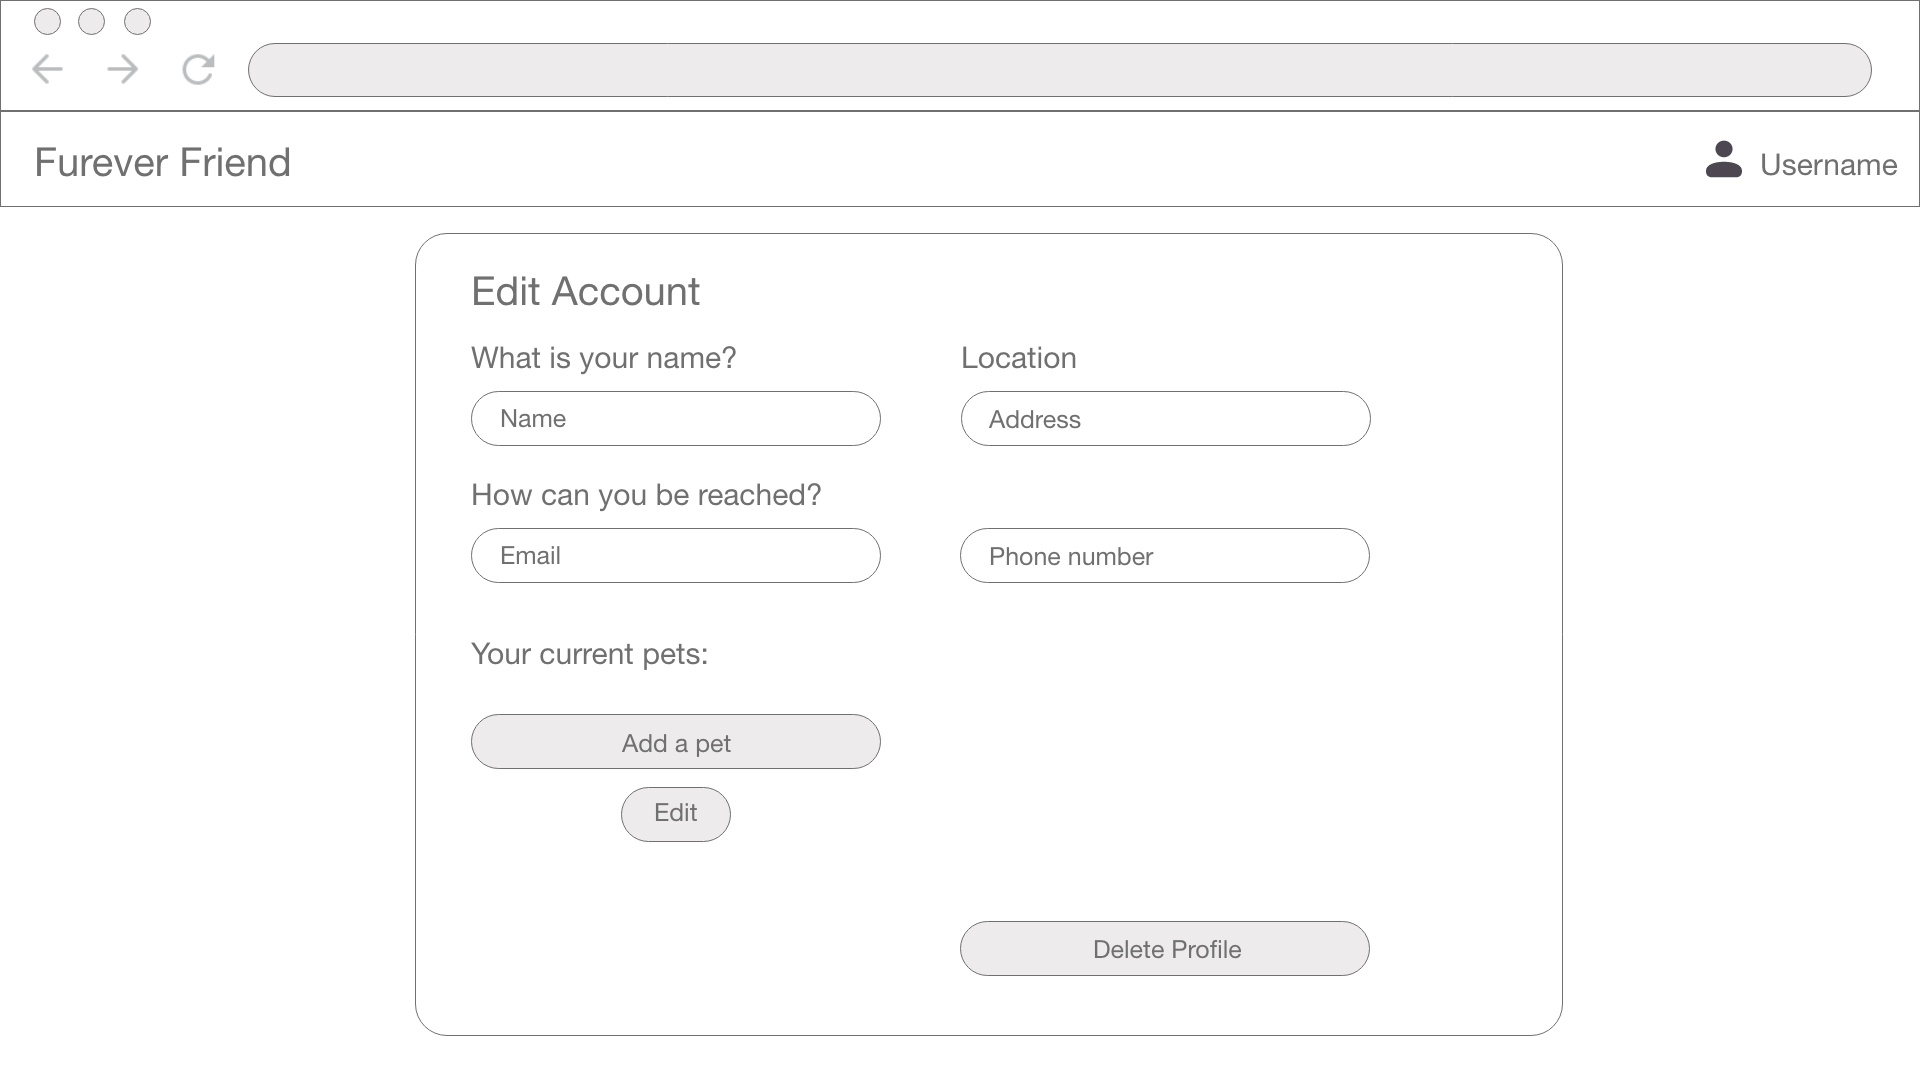 Furever Friend
Username
Edit Account
What is your name?
Location
Name
Address
How can you be reached?
Email
Phone number
Your current pets:
Add a pet
Edit
Delete Profile